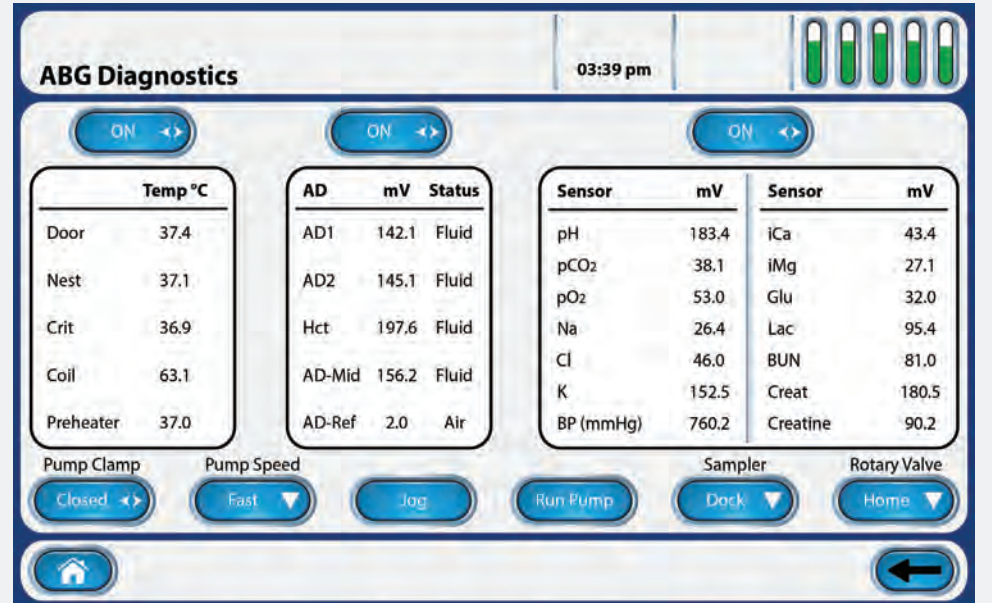 ABG Diagnostics
03:39 pm
ON ON ON
Temp °C
Door 37.4
Nest 37.1
Crit 36.9
Coil 63.1
Preheater 37.0
AD mV Status
AD1 142.1 Fluid
AD2 145.1 Fluid
Hct 197.6 Fluid
AD-Mid 156.2 Fluid
AD-Ref 2.0 Air
Sensor mV Sensor mV
pH 183.4 iCa 43.4
pCO2 38.1 iMg 27.1
pO2 53.0 Glu 32.0
Na 26.4 Lac 95.4
Cl 46.0 BUN 81.0
K 152.5 Creat 180.5
BP (mmHg) 760.2 Creatine 90.2
Pump Clamp Pump Speed Sampler Rotary Valve
Closed Fast Jog Run Pump Dock Home